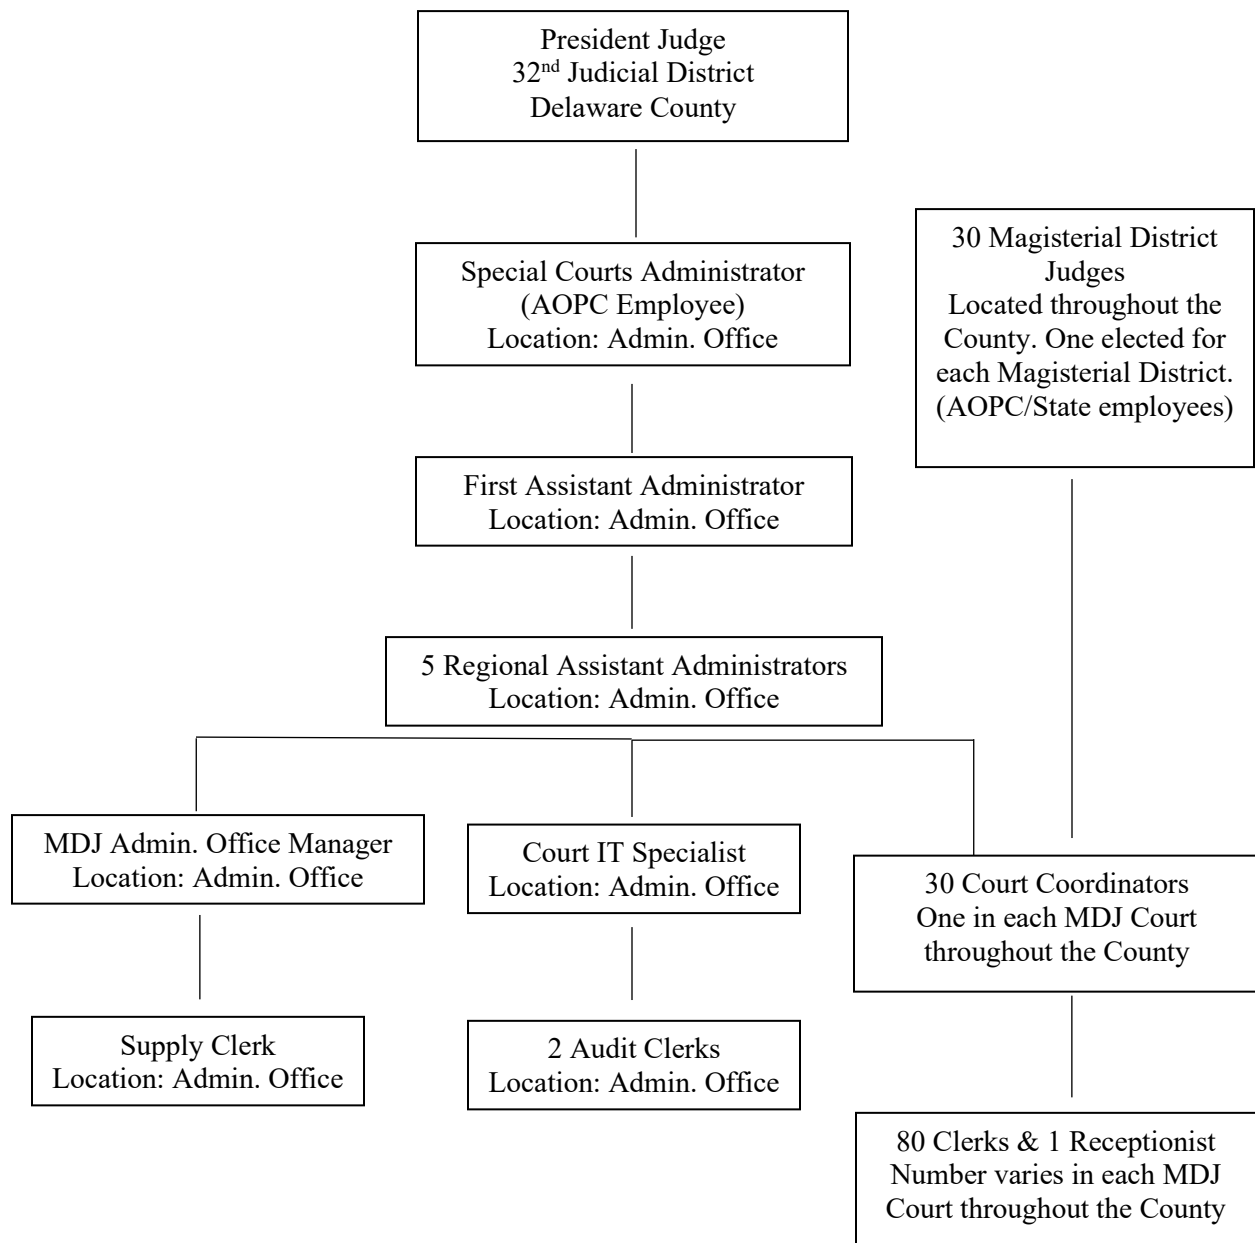 President Judge
32nd Judicial District
Delaware County
Special Courts Administrator
(AOPC Employee)
Location: Admin. Office
30 Magisterial District
Judges
Located throughout the
County. One elected for
each Magisterial District.
(AOPC/State employees)
First Assistant Administrator
Location: Admin. Office
5 Regional Assistant Administrators
Location: Admin. Office
MDJ Admin. Office Manager
Location: Admin. Office
Court IT Specialist
Location: Admin. Office
30 Court Coordinators
One in each MDJ Court
throughout the County
Supply Clerk
Location: Admin. Office
2 Audit Clerks
Location: Admin. Office
80 Clerks & 1 Receptionist
Number varies in each MDJ
Court throughout the County